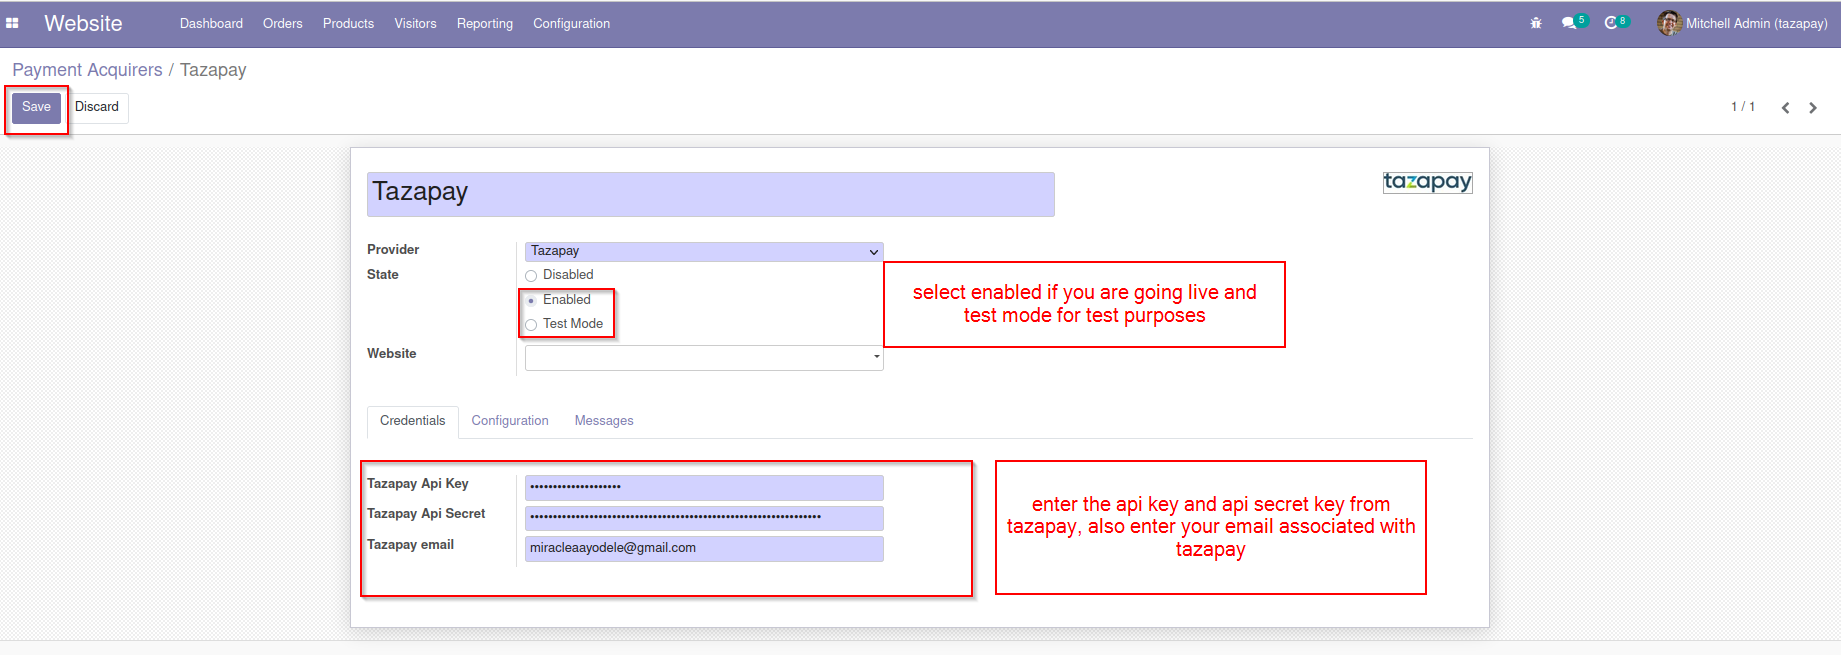 Website Dashboard Orders Products Visitors Reporting Configuration 5 8 Mitchell Admin (tazapay)
Payment Acquirers / Tazapay
Save Discard 1 / 1
Tazapay
tazapay
Provider Tazapay
State Disabled
Enabled
Test Mode
select enabled if you are going live and
test mode for test purposes
Website
Credentials Configuration Messages
Tazapay Api Key
Tazapay Api Secret
Tazapay email miracleaayodele@gmail.com
enter the api key and api secret key from
tazapay, also enter your email associated with
tazapay